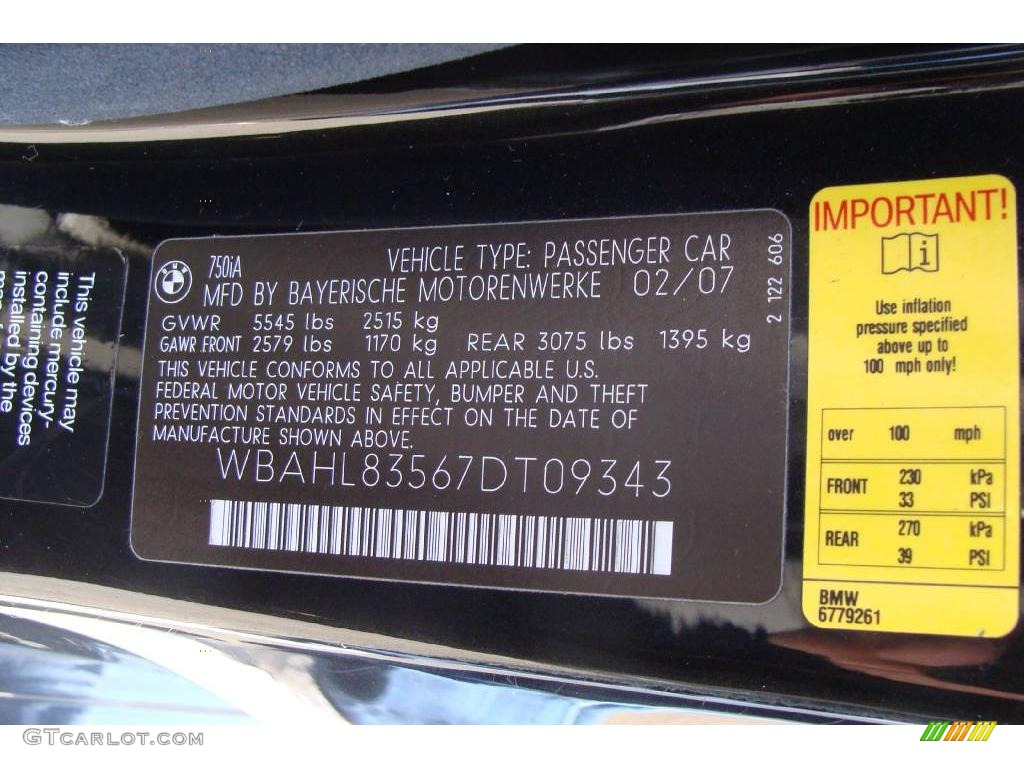 This vehicle may
include mercury-
containing devices
installed by the
BMW
750iA
VEHICLE TYPE: PASSENGER CAR
MFD BY BAYERISCHE MOTORENWERKE 02/07
GVWR 5545 lbs 2515 kg
GAWR FRONT 2579 lbs 1170 kg REAR 3075 lbs 1395 kg
THIS VEHICLE CONFORMS TO ALL APPLICABLE U.S.
FEDERAL MOTOR VEHICLE SAFETY, BUMPER AND THEFT
PREVENTION STANDARDS IN EFFECT ON THE DATE OF
MANUFACTURE SHOWN ABOVE.
WBAHL83567DT09343
2 122 606
IMPORTANT!
i
Use inflation
pressure specified
above up to
100 mph only!
over 100 mph
FRONT 230 kPa
33 PSI
REAR 270 kPa
39 PSI
BMW
6779261
GTCARLOT.COM